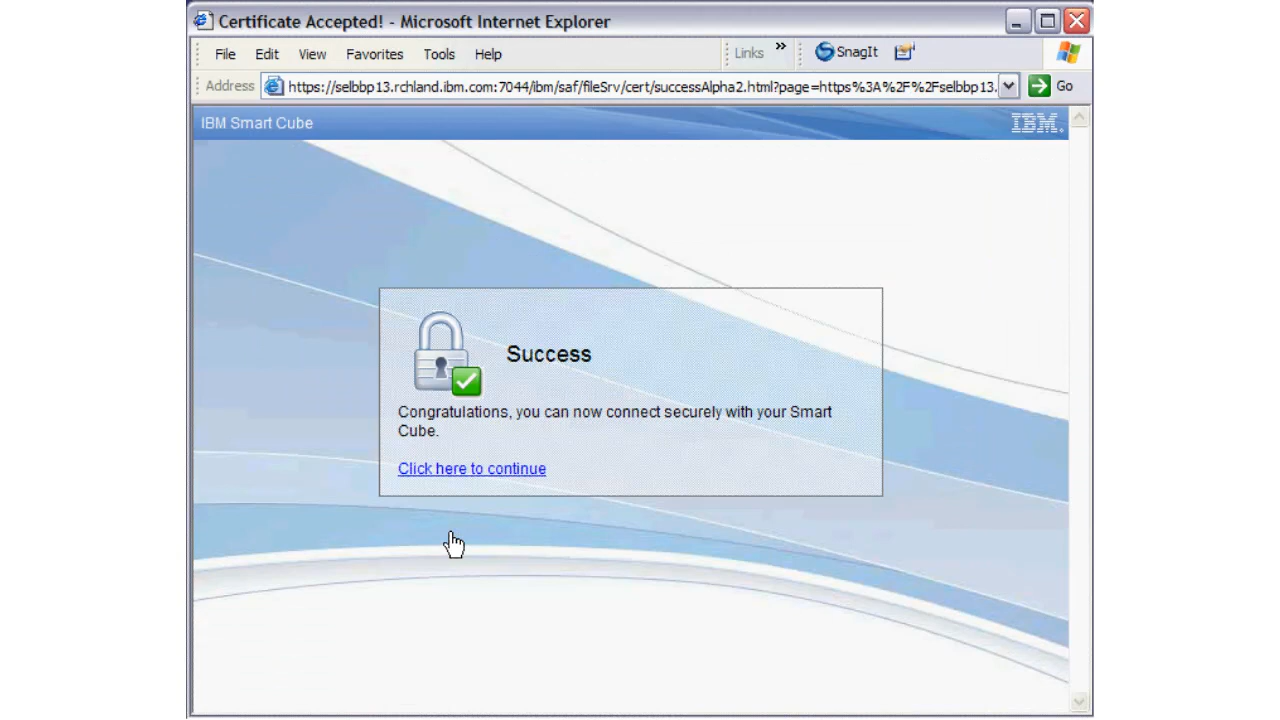 Certificate Accepted! - Microsoft Internet Explorer
File Edit View Favorites Tools Help Links » SnagIt
Address https://selbbp13.rchland.ibm.com:7044/ibm/saf/fileSrv/cert/successAlpha2.html?page=https%3A%2F%2Fselbbp13. Go
IBM Smart Cube IBM.
Success
Congratulations, you can now connect securely with your Smart
Cube.
Click here to continue